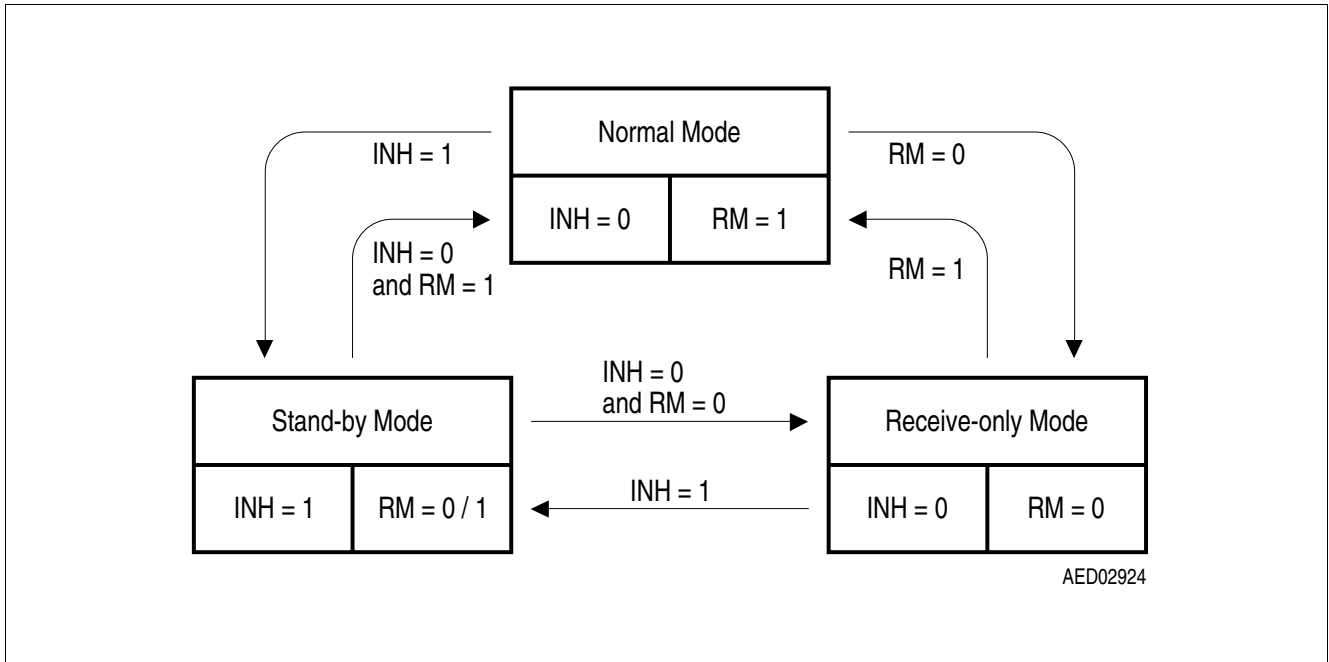 Normal Mode
INH = 1
RM = 0
INH = 0
RM = 1
INH = 0
and RM = 1
RM = 1
INH = 0
and RM = 0
Stand-by Mode
Receive-only Mode
INH = 1
INH = 1
RM = 0 / 1
INH = 0
RM = 0
AED02924